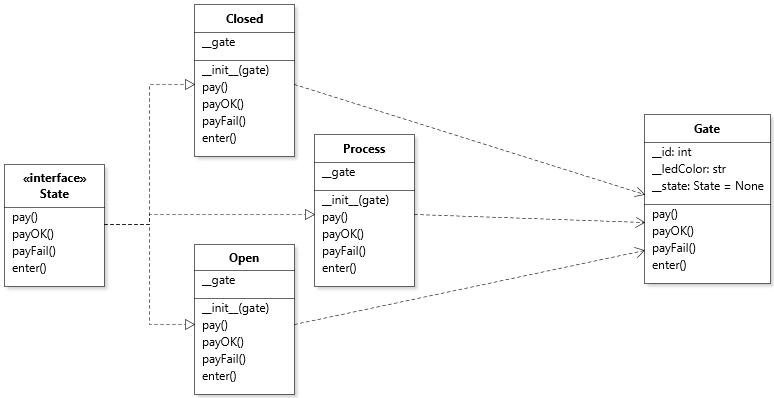 Closed
__gate
__init__(gate)
pay()
payOK()
payFail()
enter()
Process
__gate
__init__(gate)
pay()
payOK()
payFail()
enter()
Gate
__id: int
__ledColor: str
__state: State = None
pay()
payOK()
payFail()
enter()
«interface»
State
pay()
payOK()
payFail()
enter()
Open
__gate
__init__(gate)
pay()
payOK()
payFail()
enter()